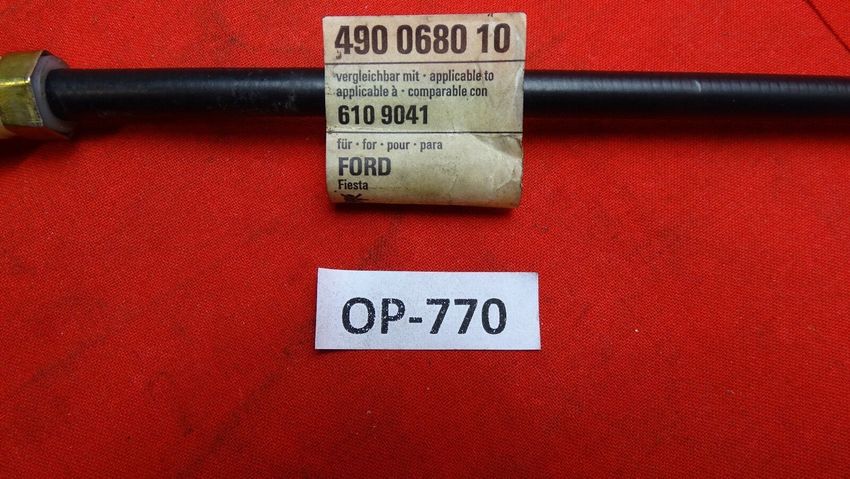 490 0680 10
vergleichbar mit · applicable to
applicable à · comparable con
610 9041
für · for · pour · para
FORD
Fiesta
OP-770